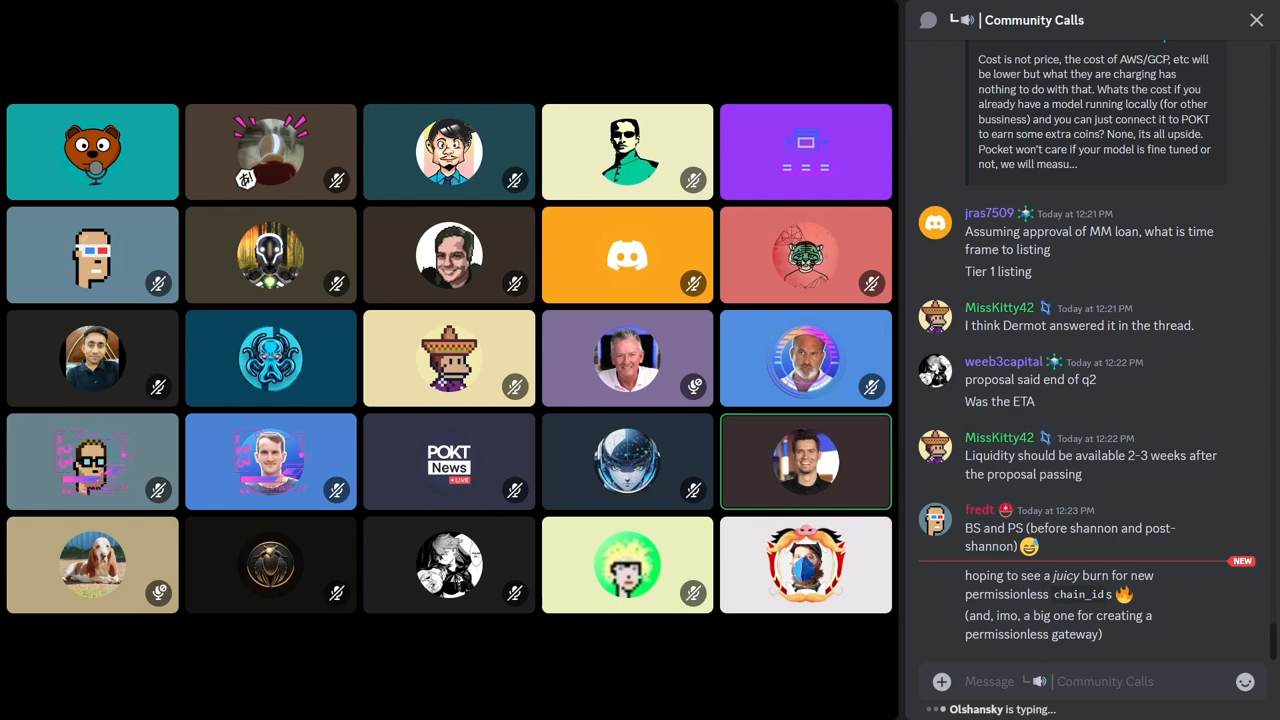 Community Calls
Cost is not price, the cost of AWS/GCP, etc will
be lower but what they are charging has
nothing to do with that. Whats the cost if you
already have a model running locally (for other
bussiness) and you can just connect it to POKT
to earn some extra coins? None, its all upside.
Pocket won't care if your model is fine tuned or
not, we will measu...
jras7509 Today at 12:21 PM
Assuming approval of MM loan, what is time
frame to listing
Tier 1 listing
MissKitty42 Today at 12:21 PM
I think Dermot answered it in the thread.
weeb3capital Today at 12:22 PM
proposal said end of q2
Was the ETA
MissKitty42 Today at 12:22 PM
Liquidity should be available 2-3 weeks after
the proposal passing
fredt Today at 12:23 PM
BS and PS (before shannon and post-
shannon) 😅
NEW
hoping to see a juicy burn for new
permissionless chain_id s 🔥
(and, imo, a big one for creating a
permissionless gateway)
Message Community Calls
Olshansky is typing...
あ
POKT
News
LIVE